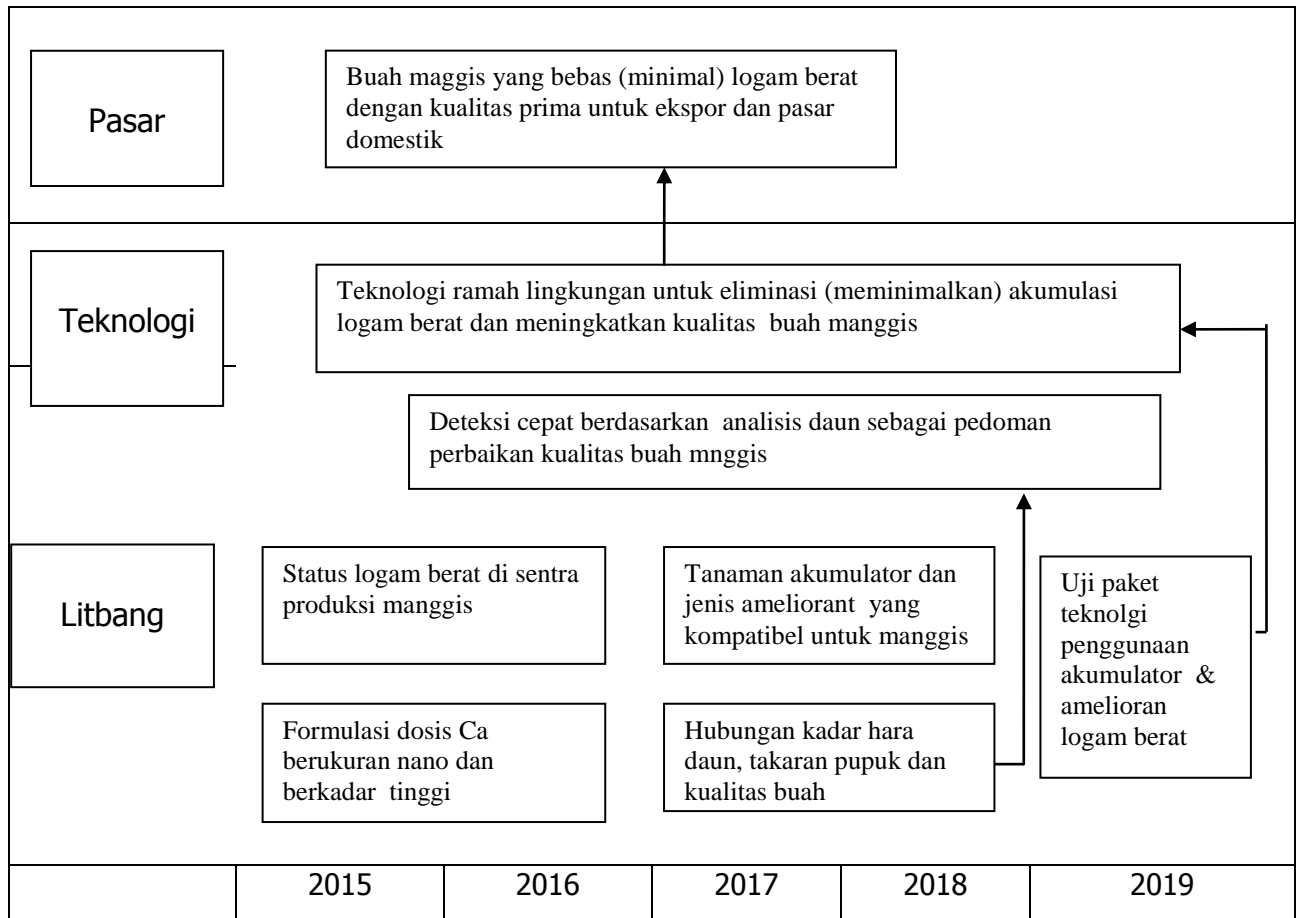 Pasar
Buah maggis yang bebas (minimal) logam berat
dengan kualitas prima untuk ekspor dan pasar
domestik
Teknologi
Teknologi ramah lingkungan untuk eliminasi (meminimalkan) akumulasi
logam berat dan meningkatkan kualitas buah manggis
Deteksi cepat berdasarkan analisis daun sebagai pedoman
perbaikan kualitas buah mnggis
Litbang
Status logam berat di sentra
produksi manggis
Tanaman akumulator dan
jenis ameliorant yang
kompatibel untuk manggis
Uji paket
teknolgi
penggunaan
akumulator &
amelioran
logam berat
Formulasi dosis Ca
berukuran nano dan
berkadar tinggi
Hubungan kadar hara
daun, takaran pupuk dan
kualitas buah
2015
2016
2017
2018
2019